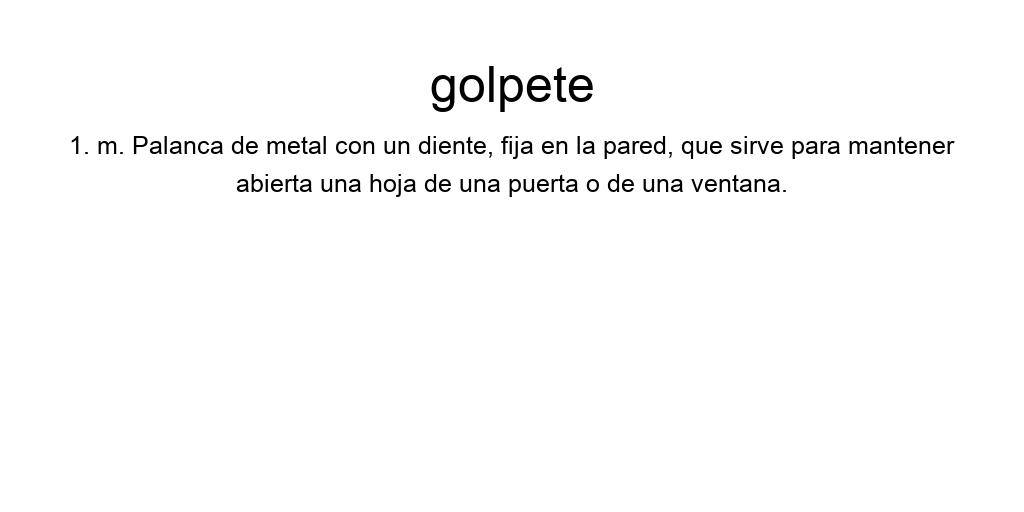 golpete
1. m. Palanca de metal con un diente, fija en la pared, que sirve para mantener
abierta una hoja de una puerta o de una ventana.